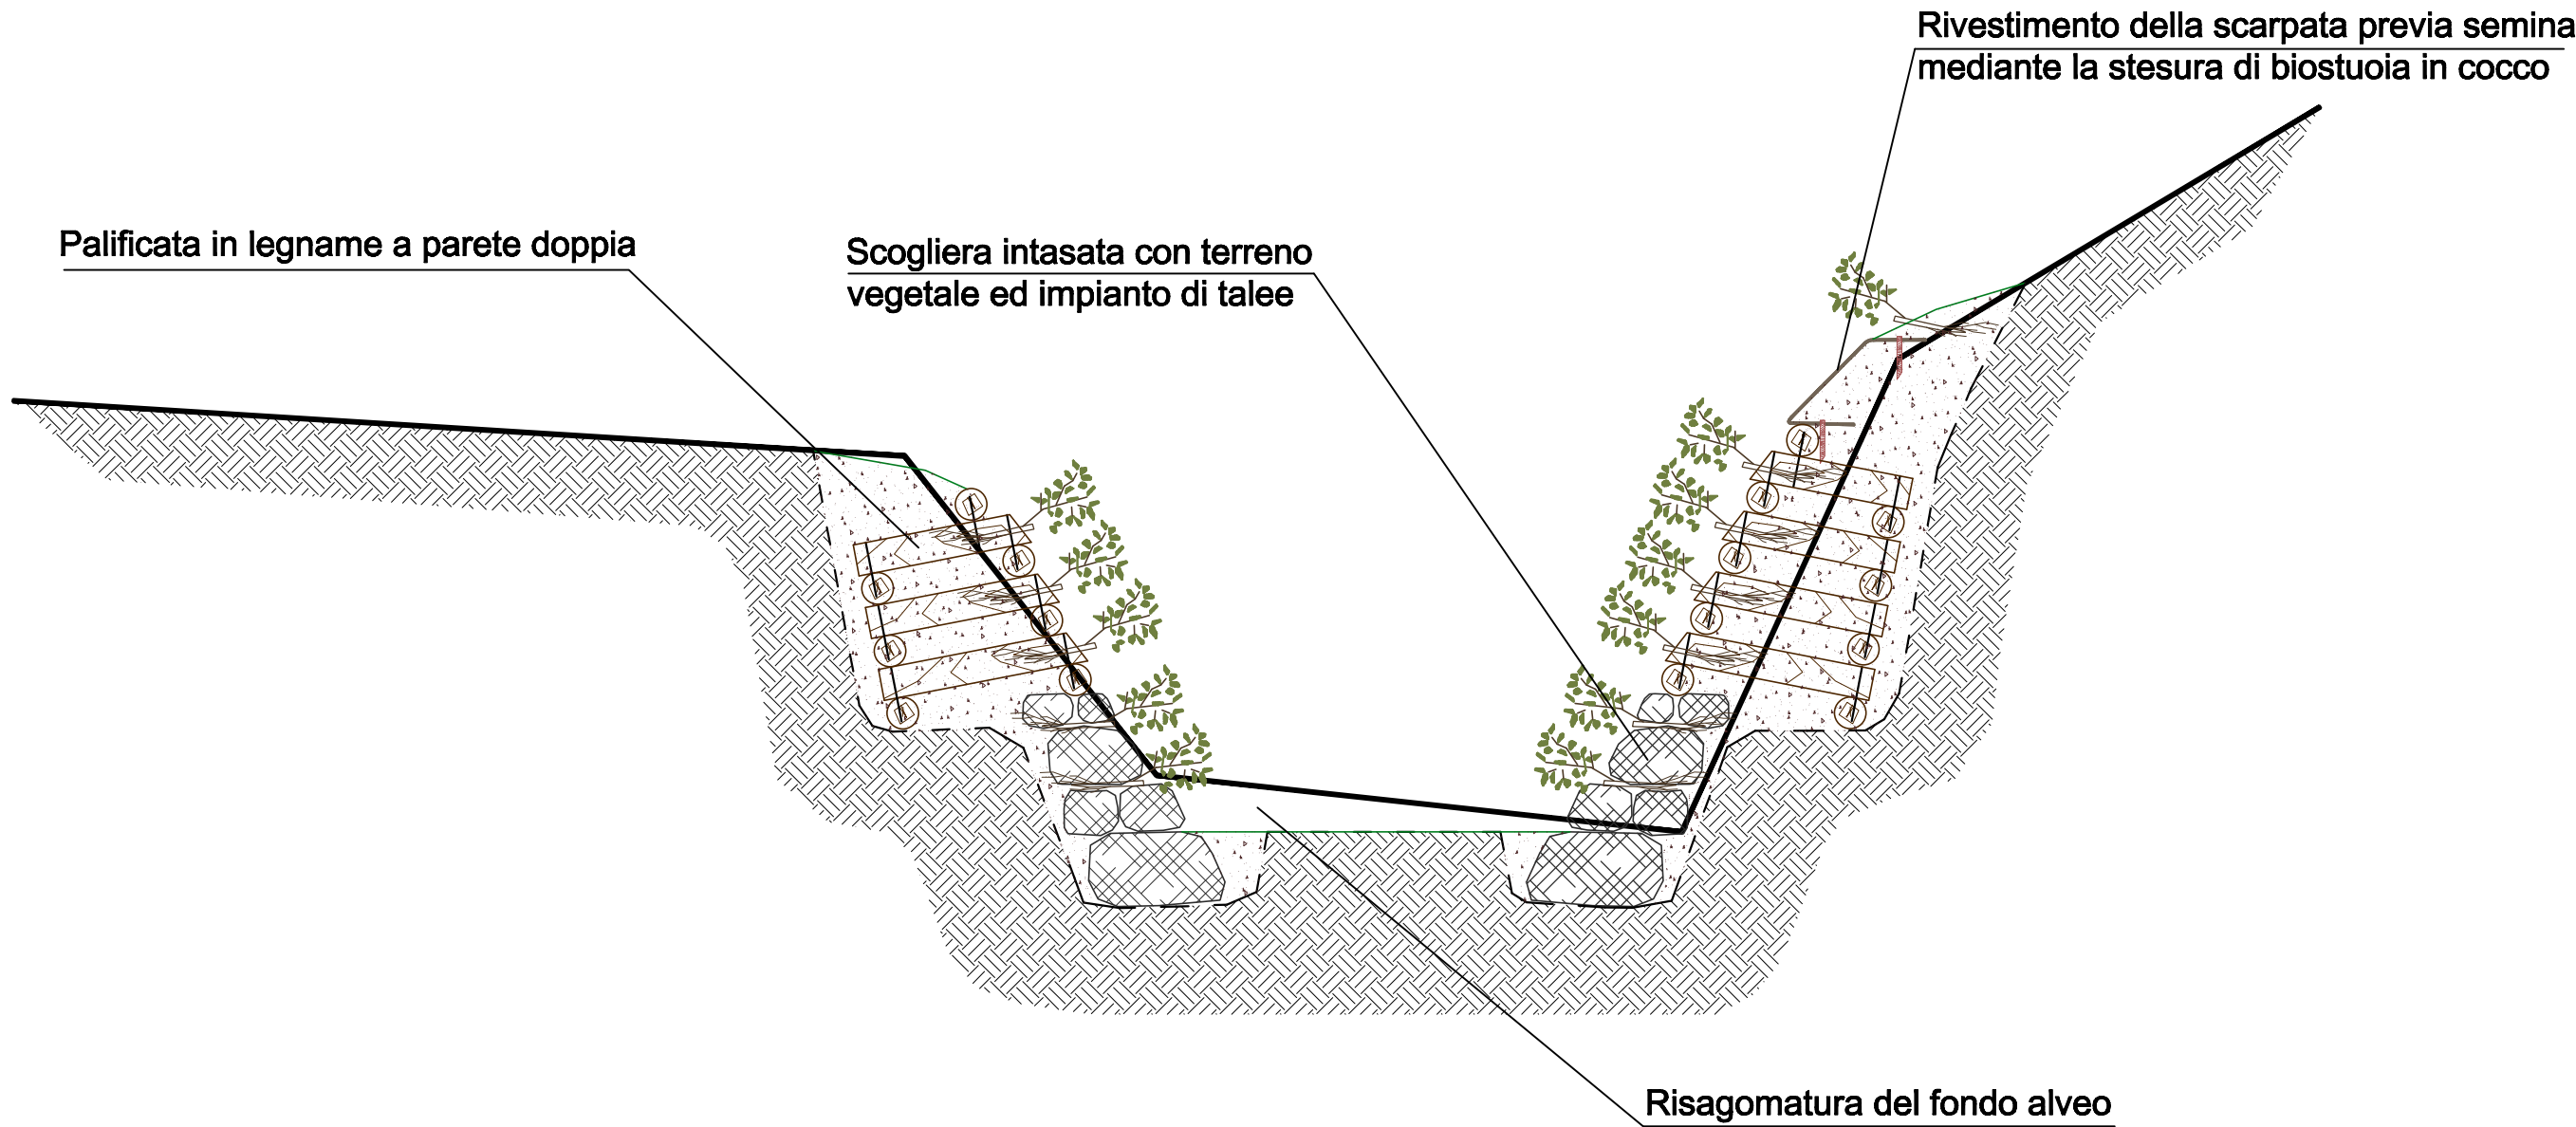 Rivestimento della scarpata previa semina
mediante la stesura di biostuoia in cocco
Palificata in legname a parete doppia
Scogliera intasata con terreno
vegetale ed impianto di talee
Risagomatura del fondo alveo